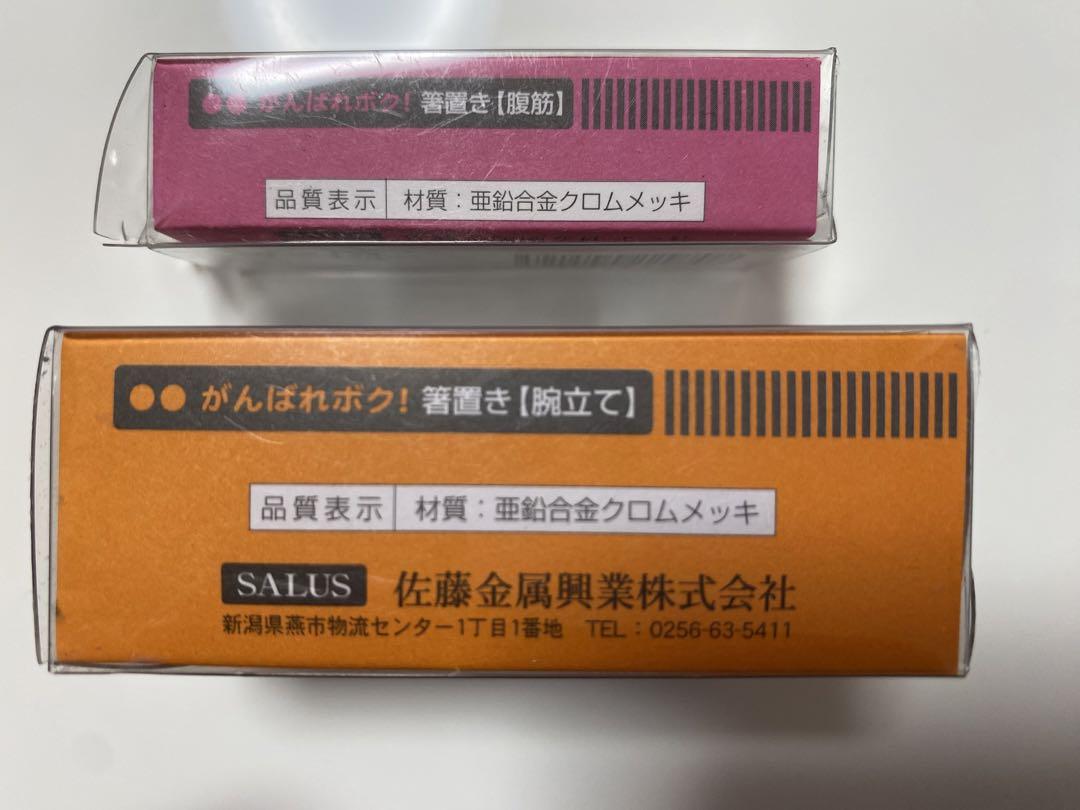 がんばれボク! 箸置き【腹筋】
品質表示 材質：亜鉛合金クロムメッキ
がんばれボク! 箸置き【腕立て】
品質表示 材質：亜鉛合金クロムメッキ
SALUS 佐藤金属興業株式会社
新潟県燕市物流センター1丁目1番地 TEL：0256-63-5411